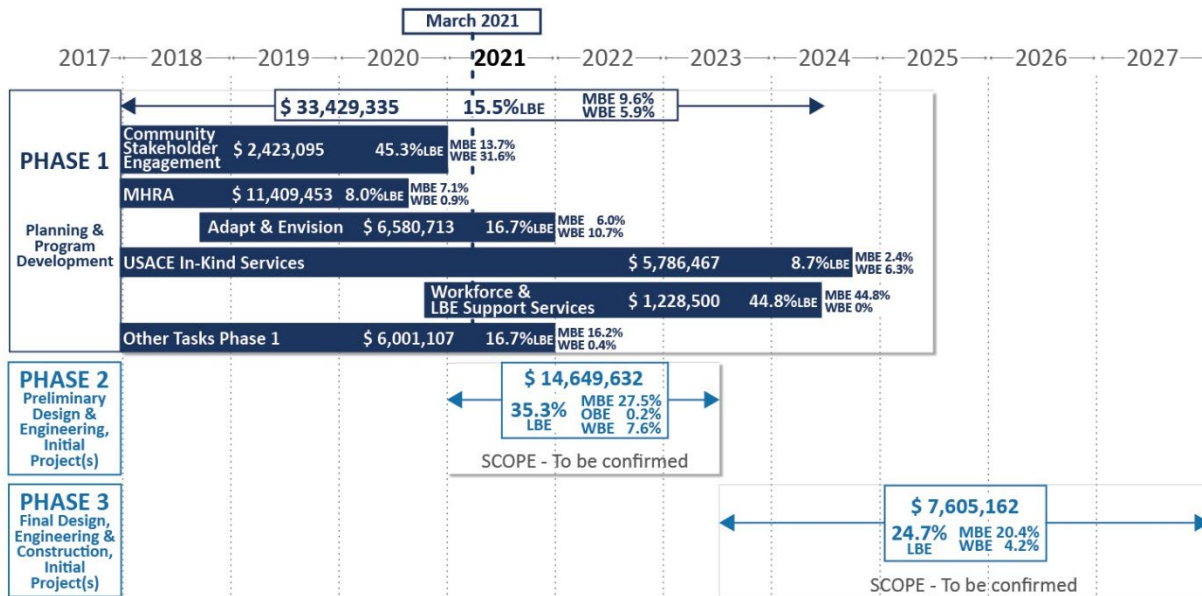 March 2021
2017 2018 2019 2020 2021 2022 2023 2024 2025 2026 2027
PHASE 1
Planning &
Program
Development
$ 33,429,335 15.5%LBE MBE 9.6%
WBE 5.9%
Community
Stakeholder
Engagement $ 2,423,095 45.3%LBE MBE 13.7%
WBE 31.6%
MHRA $ 11,409,453 8.0%LBE MBE 7.1%
WBE 0.9%
Adapt & Envision $ 6,580,713 16.7%LBE MBE 6.0%
WBE 10.7%
USACE In-Kind Services $ 5,786,467 8.7%LBE MBE 2.4%
WBE 6.3%
Workforce &
LBE Support Services $ 1,228,500 44.8%LBE MBE 44.8%
WBE 0%
Other Tasks Phase 1 $ 6,001,107 16.7%LBE MBE 16.2%
WBE 0.4%
PHASE 2
Preliminary
Design &
Engineering,
Initial
Project(s)
$ 14,649,632
35.3%
LBE
MBE 27.5%
OBE 0.2%
WBE 7.6%
SCOPE - To be confirmed
PHASE 3
Final Design,
Engineering &
Construction,
Initial
Project(s)
$ 7,605,162
24.7%
LBE
MBE 20.4%
WBE 4.2%
SCOPE - To be confirmed